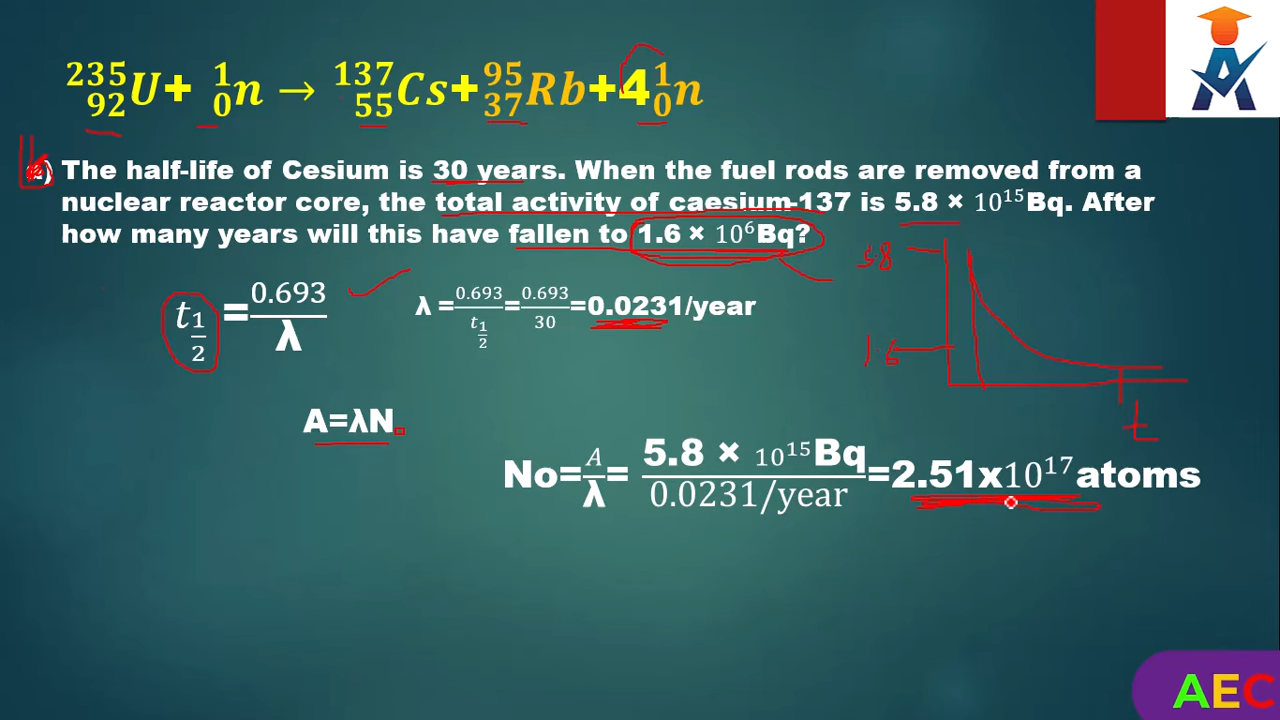 ²³⁵₉₂U+ ¹₀n → ¹³⁷₅₅Cs+⁹⁵₃₇Rb+4¹₀n
The half-life of Cesium is 30 years. When the fuel rods are removed from a
nuclear reactor core, the total activity of caesium-137 is 5.8 × 10¹⁵Bq. After
how many years will this have fallen to 1.6 × 10⁶Bq?
58
t½=0.693/λ
λ =0.693/t½=0.693/30=0.0231/year
16
A=λN
t
No=A/λ= 5.8 × 10¹⁵Bq/0.0231/year=2.51x10¹⁷atoms
AEC